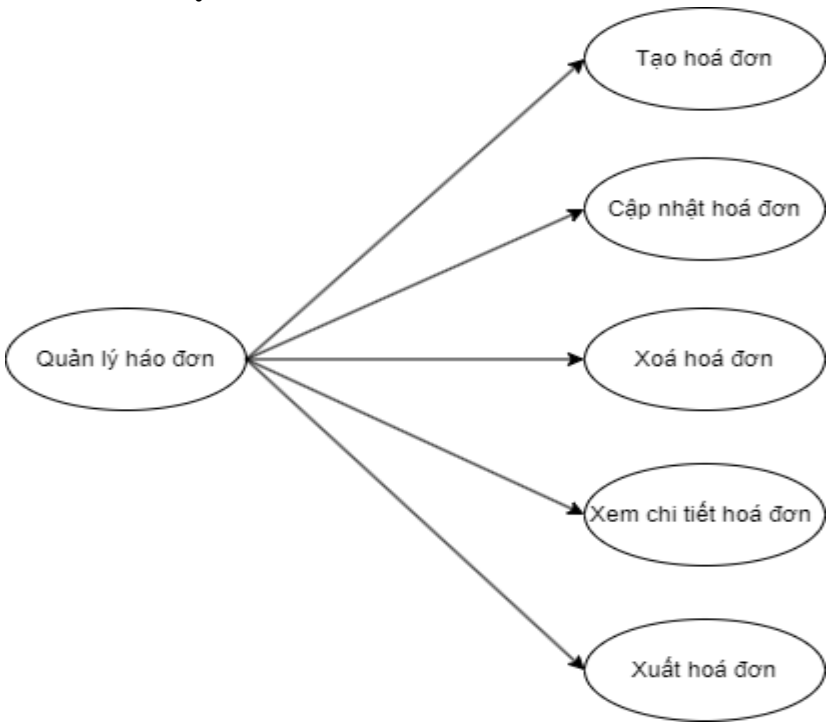 Tạo hoá đơn
Cập nhật hoá đơn
Quản lý háo đơn
Xoá hoá đơn
Xem chi tiết hoá đơn
Xuất hoá đơn